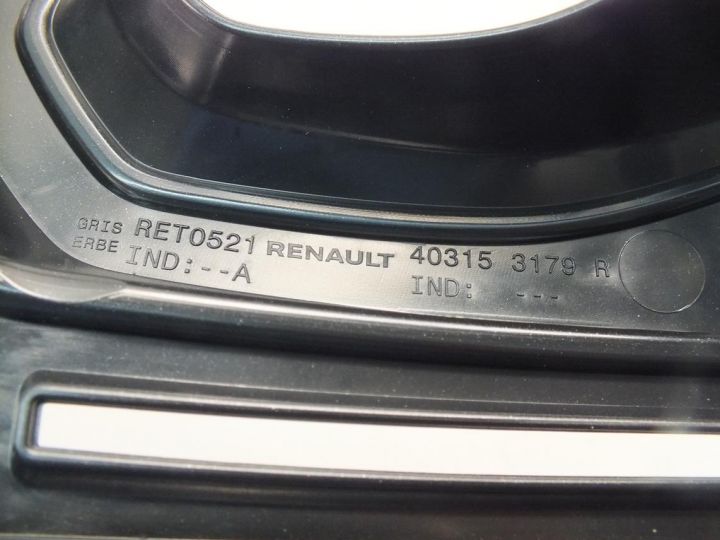 GRIS RET0521 RENAULT 40315 3179 R
ERBE IND:--A IND: ---